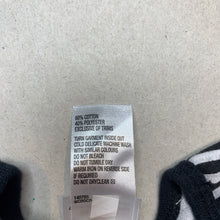 60% COTTON
40% POLYESTER
EXCLUSIVE OF TRIMS
TURN GARMENT INSIDE OUT
COLD DELICATE MACHINE WASH
WITH SIMILAR COLOURS
DO NOT BLEACH
DO NOT TUMBLE DRY
WARM IRON ON REVERSE SIDE
IF REQUIRED
DO NOT DRYCLEAN